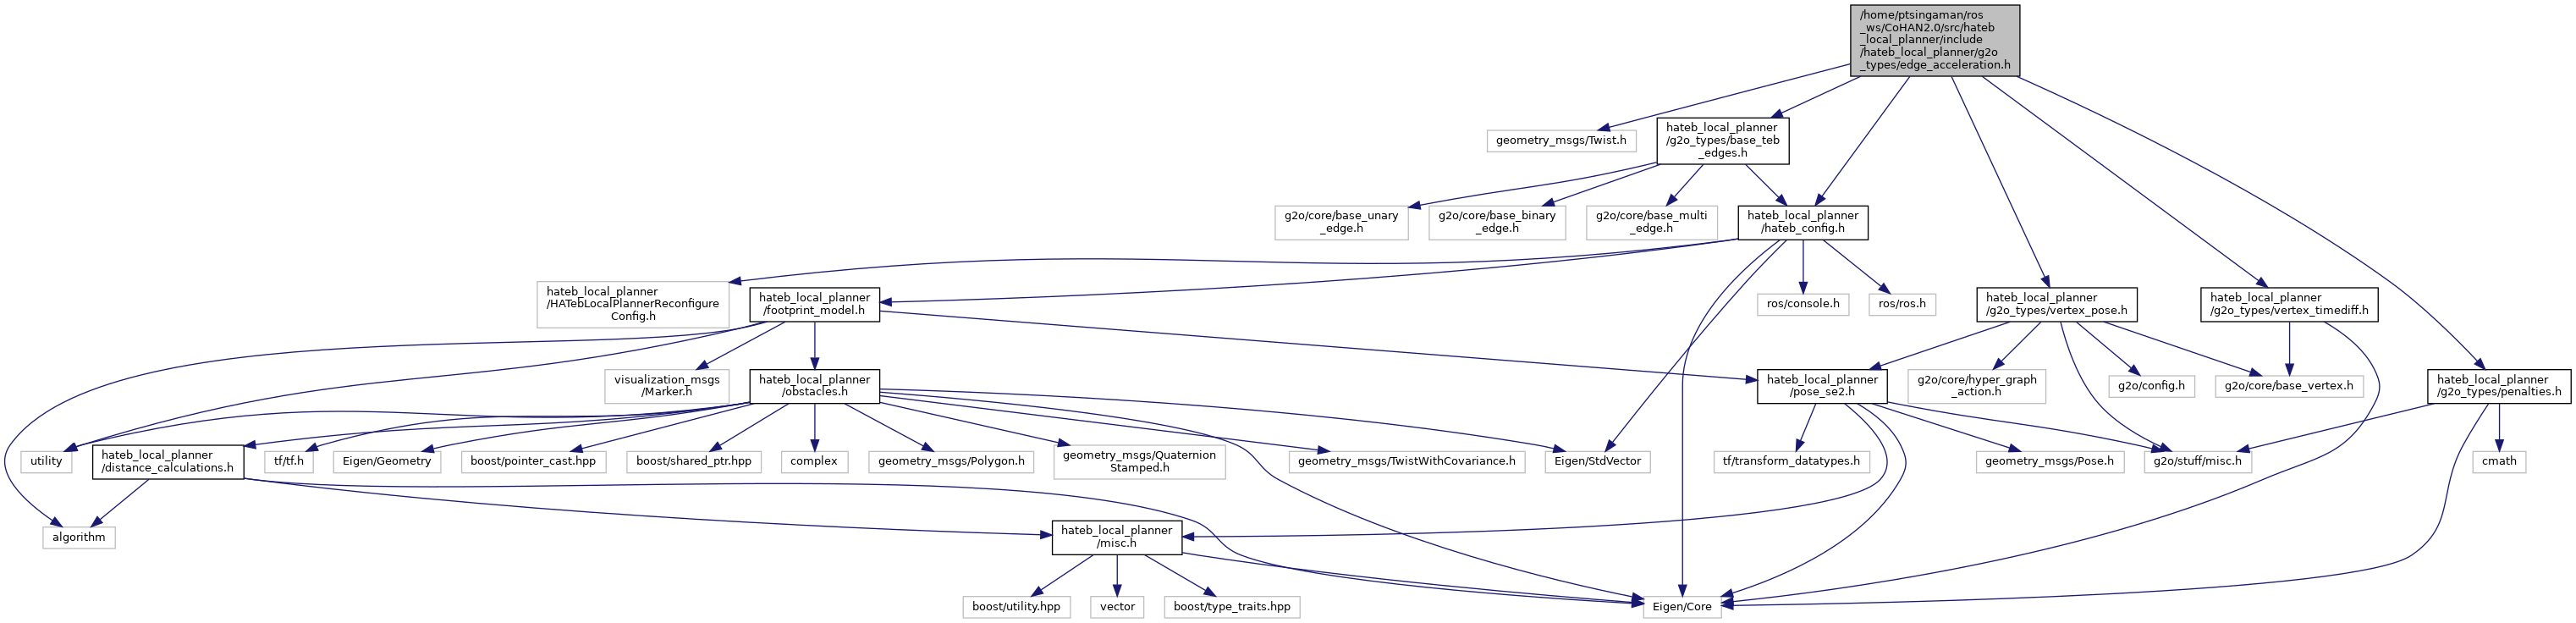 /home/ptsingaman/ros
_ws/CoHAN2.0/src/hateb
_local_planner/include
/hateb_local_planner/g2o
_types/edge_acceleration.h
geometry_msgs/Twist.h
hateb_local_planner
/g2o_types/base_teb
_edges.h
g2o/core/base_unary
_edge.h
g2o/core/base_binary
_edge.h
g2o/core/base_multi
_edge.h
hateb_local_planner
/hateb_config.h
hateb_local_planner
/HATebLocalPlannerReconfigure
Config.h
hateb_local_planner
/footprint_model.h
ros/console.h
ros/ros.h
hateb_local_planner
/g2o_types/vertex_pose.h
hateb_local_planner
/g2o_types/vertex_timediff.h
visualization_msgs
/Marker.h
hateb_local_planner
/obstacles.h
hateb_local_planner
/pose_se2.h
g2o/core/hyper_graph
_action.h
g2o/config.h
g2o/core/base_vertex.h
hateb_local_planner
/g2o_types/penalties.h
utility
hateb_local_planner
/distance_calculations.h
tf/tf.h
Eigen/Geometry
boost/pointer_cast.hpp
boost/shared_ptr.hpp
complex
geometry_msgs/Polygon.h
geometry_msgs/Quaternion
Stamped.h
geometry_msgs/TwistWithCovariance.h
Eigen/StdVector
tf/transform_datatypes.h
geometry_msgs/Pose.h
g2o/stuff/misc.h
cmath
algorithm
hateb_local_planner
/misc.h
boost/utility.hpp
vector
boost/type_traits.hpp
Eigen/Core